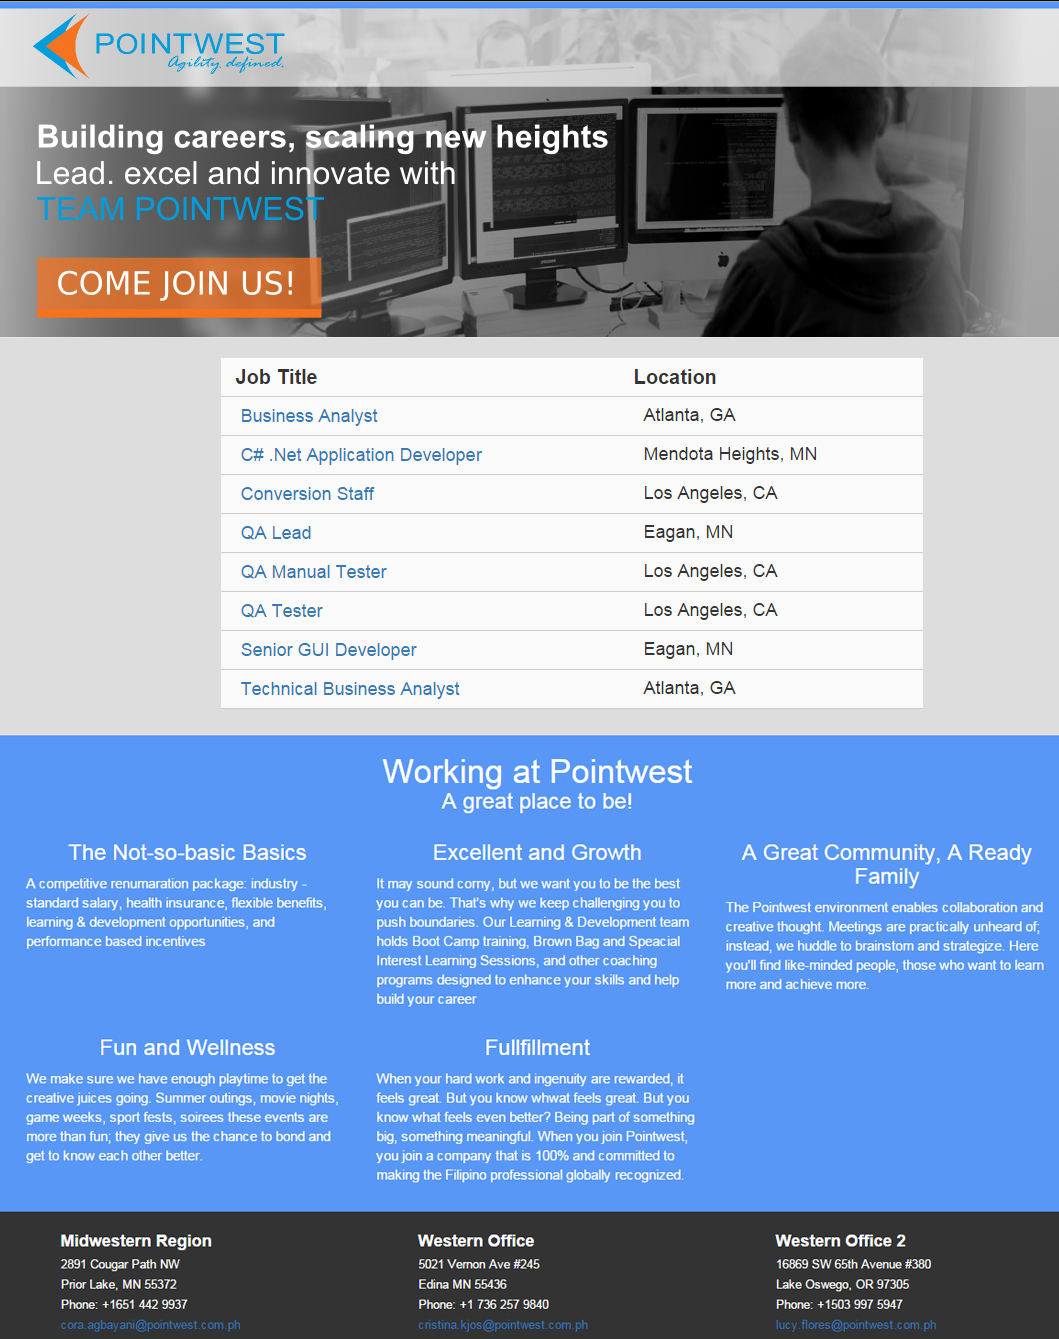 POINTWEST
Agility. defined.
Building careers, scaling new heights
Lead. excel and innovate with
TEAM POINTWEST
COME JOIN US!
Job Title Location
Business Analyst Atlanta, GA
C# .Net Application Developer Mendota Heights, MN
Conversion Staff Los Angeles, CA
QA Lead Eagan, MN
QA Manual Tester Los Angeles, CA
QA Tester Los Angeles, CA
Senior GUI Developer Eagan, MN
Technical Business Analyst Atlanta, GA
Working at Pointwest
A great place to be!
The Not-so-basic Basics
A competitive renumaration package: industry -
standard salary, health insurance, flexible benefits,
learning & development opportunities, and
performance based incentives
Excellent and Growth
It may sound corny, but we want you to be the best
you can be. That's why we keep challenging you to
push boundaries. Our Learning & Development team
holds Boot Camp training, Brown Bag and Speacial
Interest Learning Sessions, and other coaching
programs designed to enhance your skills and help
build your career
A Great Community, A Ready
Family
The Pointwest environment enables collaboration and
creative thought. Meetings are practically unheard of;
instead, we huddle to brainstom and strategize. Here
you'll find like-minded people, those who want to learn
more and achieve more.
Fun and Wellness
We make sure we have enough playtime to get the
creative juices going. Summer outings, movie nights,
game weeks, sport fests, soirees these events are
more than fun; they give us the chance to bond and
get to know each other better.
Fullfillment
When your hard work and ingenuity are rewarded, it
feels great. But you know whwat feels great. But you
know what feels even better? Being part of something
big, something meaningful. When you join Pointwest,
you join a company that is 100% and committed to
making the Filipino professional globally recognized.
Midwestern Region
2891 Cougar Path NW
Prior Lake, MN 55372
Phone: +1651 442 9937
cora.agbayani@pointwest.com.ph
Western Office
5021 Vernon Ave #245
Edina MN 55436
Phone: +1 736 257 9840
cristina.kjos@pointwest.com.ph
Western Office 2
16869 SW 65th Avenue #380
Lake Oswego, OR 97305
Phone: +1503 997 5947
lucy.flores@pointwest.com.ph